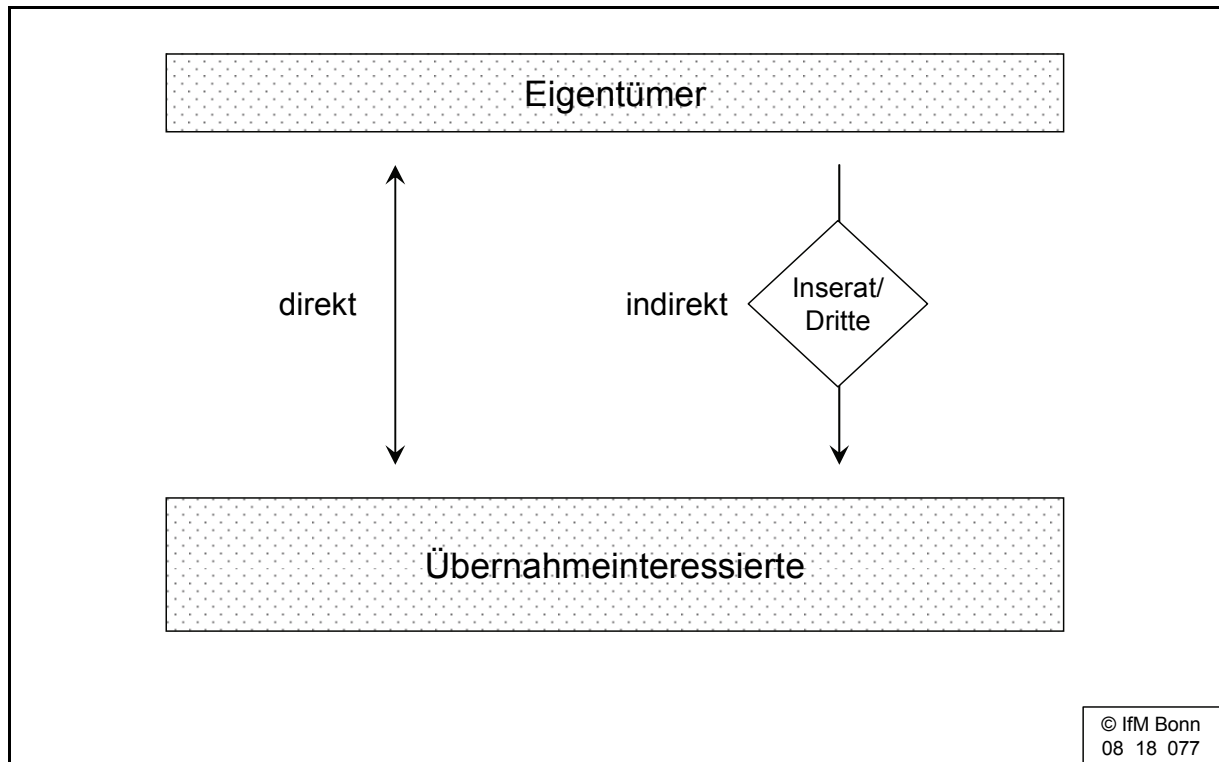 Eigentümer
direkt
indirekt
Inserat/
Dritte
Übernahmeinteressierte
© IfM Bonn
08 18 077